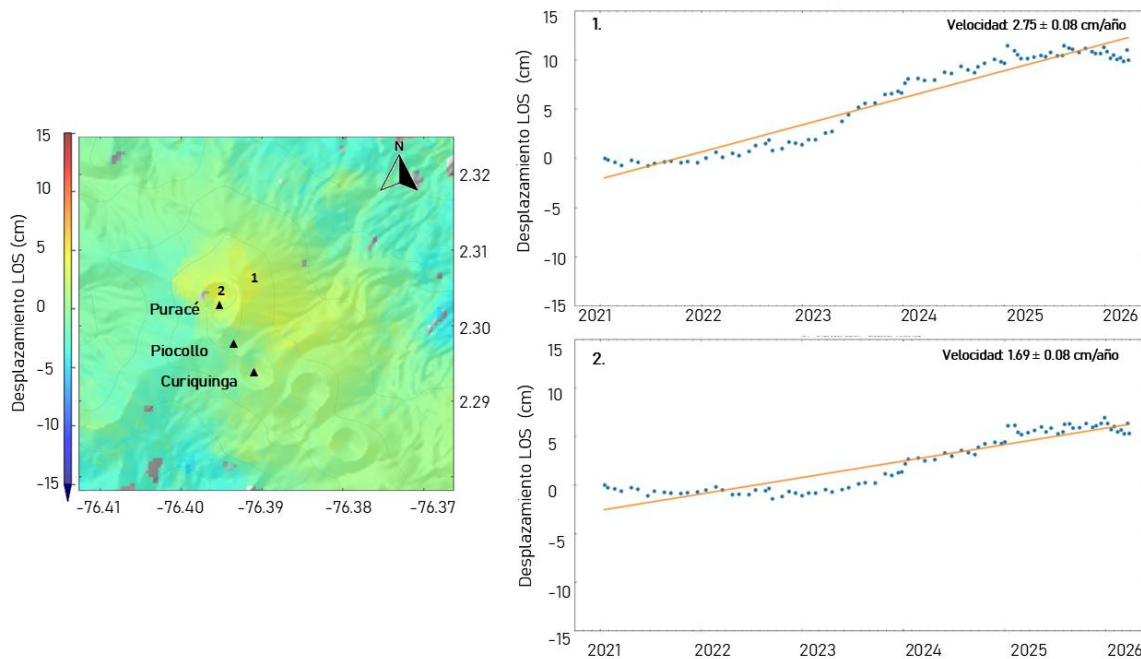 Desplazamiento LOS (cm)
15
10
5
0
−5
−10
−15
N
2.32
2.31
2.30
2.29
1
2
Puracé
Piocollo
Curiquinga
−76.41 −76.40 −76.39 −76.38 −76.37
1.
Velocidad: 2.75 ± 0.08 cm/año
Desplazamiento LOS (cm)
15
10
5
0
−5
−10
−15
2021 2022 2023 2024 2025 2026
2.
Velocidad: 1.69 ± 0.08 cm/año
Desplazamiento LOS (cm)
15
10
5
0
−5
−10
−15
2021 2022 2023 2024 2025 2026